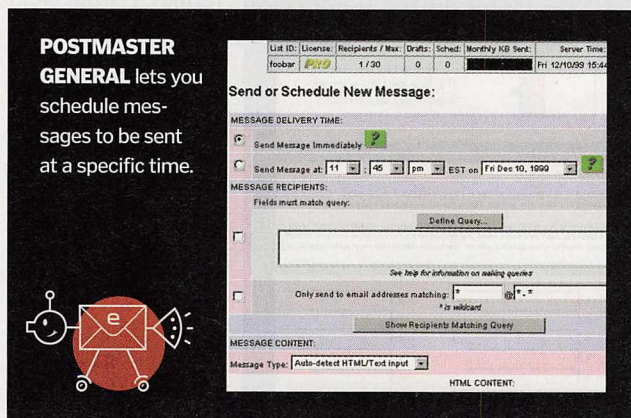 POSTMASTER
GENERAL lets you
schedule mes-
sages to be sent
at a specific time.
List ID: License: Recipients / Max: Drafts: Sched: Monthly KB Sent: Server Time:
foobar PRO 1 / 30 0 0 Fri 12/10/99 15:44
Send or Schedule New Message:
MESSAGE DELIVERY TIME:
Send Message Immediately ?
Send Message at: 11 : 45 pm EST on Fri Dec 10, 1999 ?
MESSAGE RECIPIENTS:
Fields must match query:
Define Query...
See help for information on making queries
Only send to email addresses matching: * @ *.*
* is wildcard
Show Recipients Matching Query
MESSAGE CONTENT:
Message Type: Auto-detect HTML/Text input
HTML CONTENT:
e